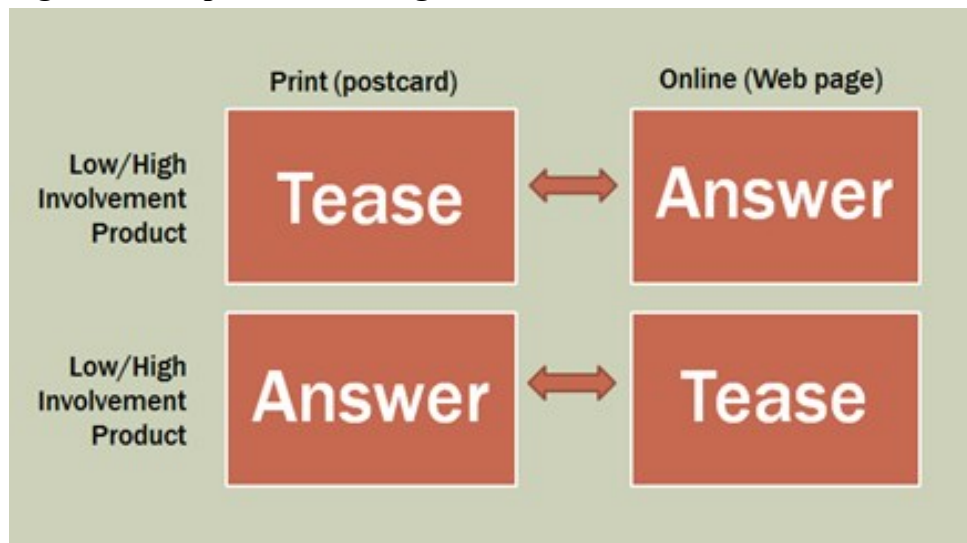 Print (postcard)
Online (Web page)
Low/High
Involvement
Product
Tease
Answer
Low/High
Involvement
Product
Answer
Tease